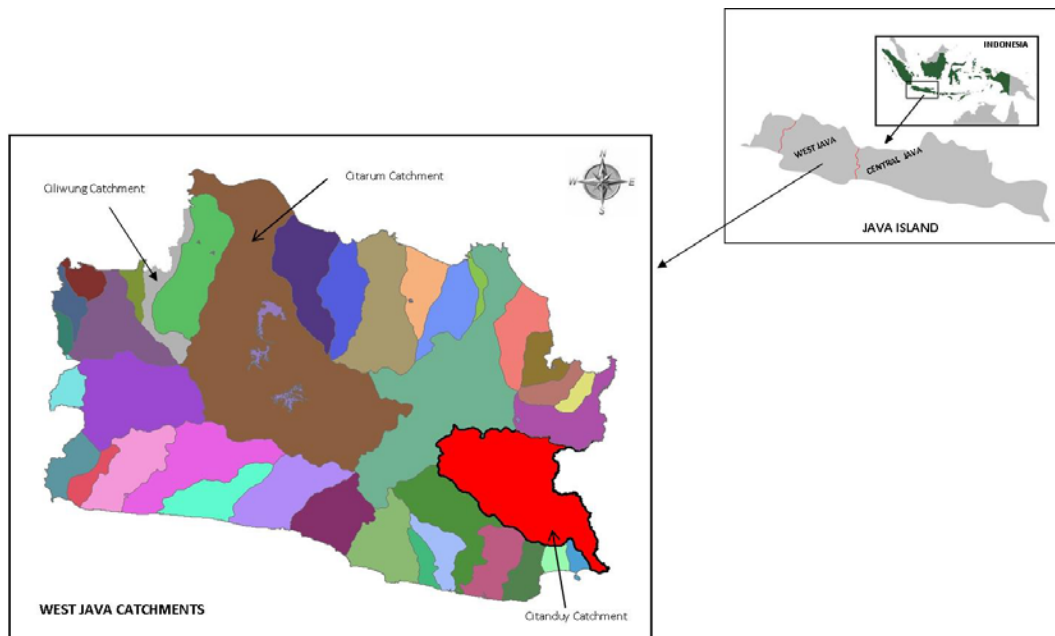 INDONESIA
WEST JAVA
CENTRAL JAVA
JAVA ISLAND
N
W
E
S
Ciliwung Catchment
Citarum Catchment
Citanduy Catchment
WEST JAVA CATCHMENTS